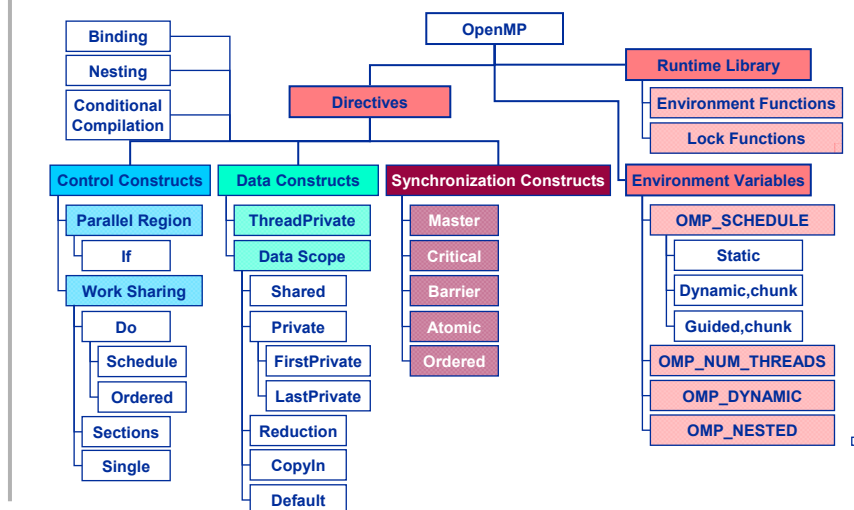 OpenMP
Binding
Nesting
Conditional
Compilation
Directives
Runtime Library
Environment Functions
Lock Functions
Control Constructs
Parallel Region
If
Work Sharing
Do
Schedule
Ordered
Sections
Single
Data Constructs
ThreadPrivate
Data Scope
Shared
Private
FirstPrivate
LastPrivate
Reduction
CopyIn
Default
Synchronization Constructs
Master
Critical
Barrier
Atomic
Ordered
Environment Variables
OMP_SCHEDULE
Static
Dynamic,chunk
Guided,chunk
OMP_NUM_THREADS
OMP_DYNAMIC
OMP_NESTED